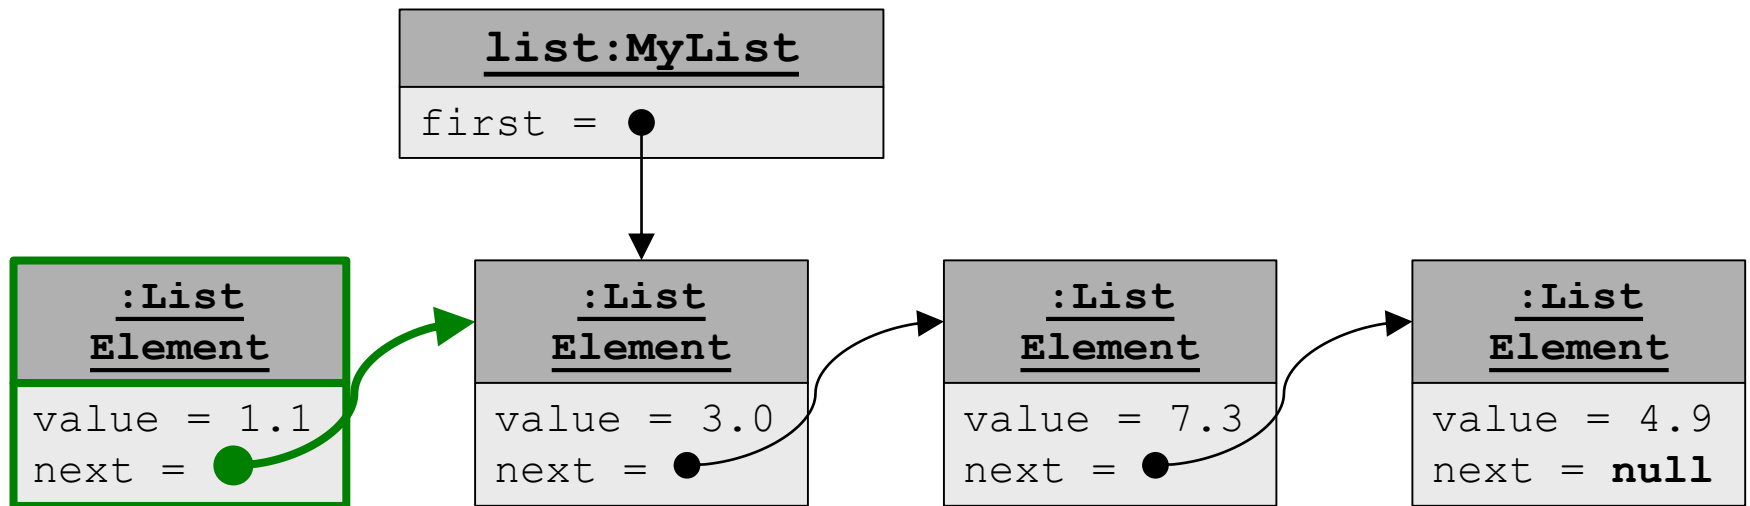 list:MyList
first =
:List
Element
value = 1.1
next =
:List
Element
value = 3.0
next =
:List
Element
value = 7.3
next =
:List
Element
value = 4.9
next = null